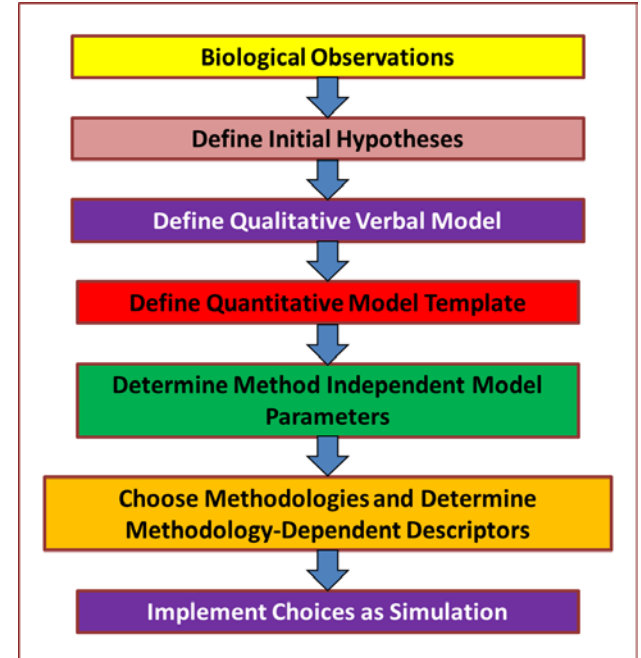 Biological Observations
Define Initial Hypotheses
Define Qualitative Verbal Model
Define Quantitative Model Template
Determine Method Independent Model
Parameters
Choose Methodologies and Determine
Methodology-Dependent Descriptors
Implement Choices as Simulation